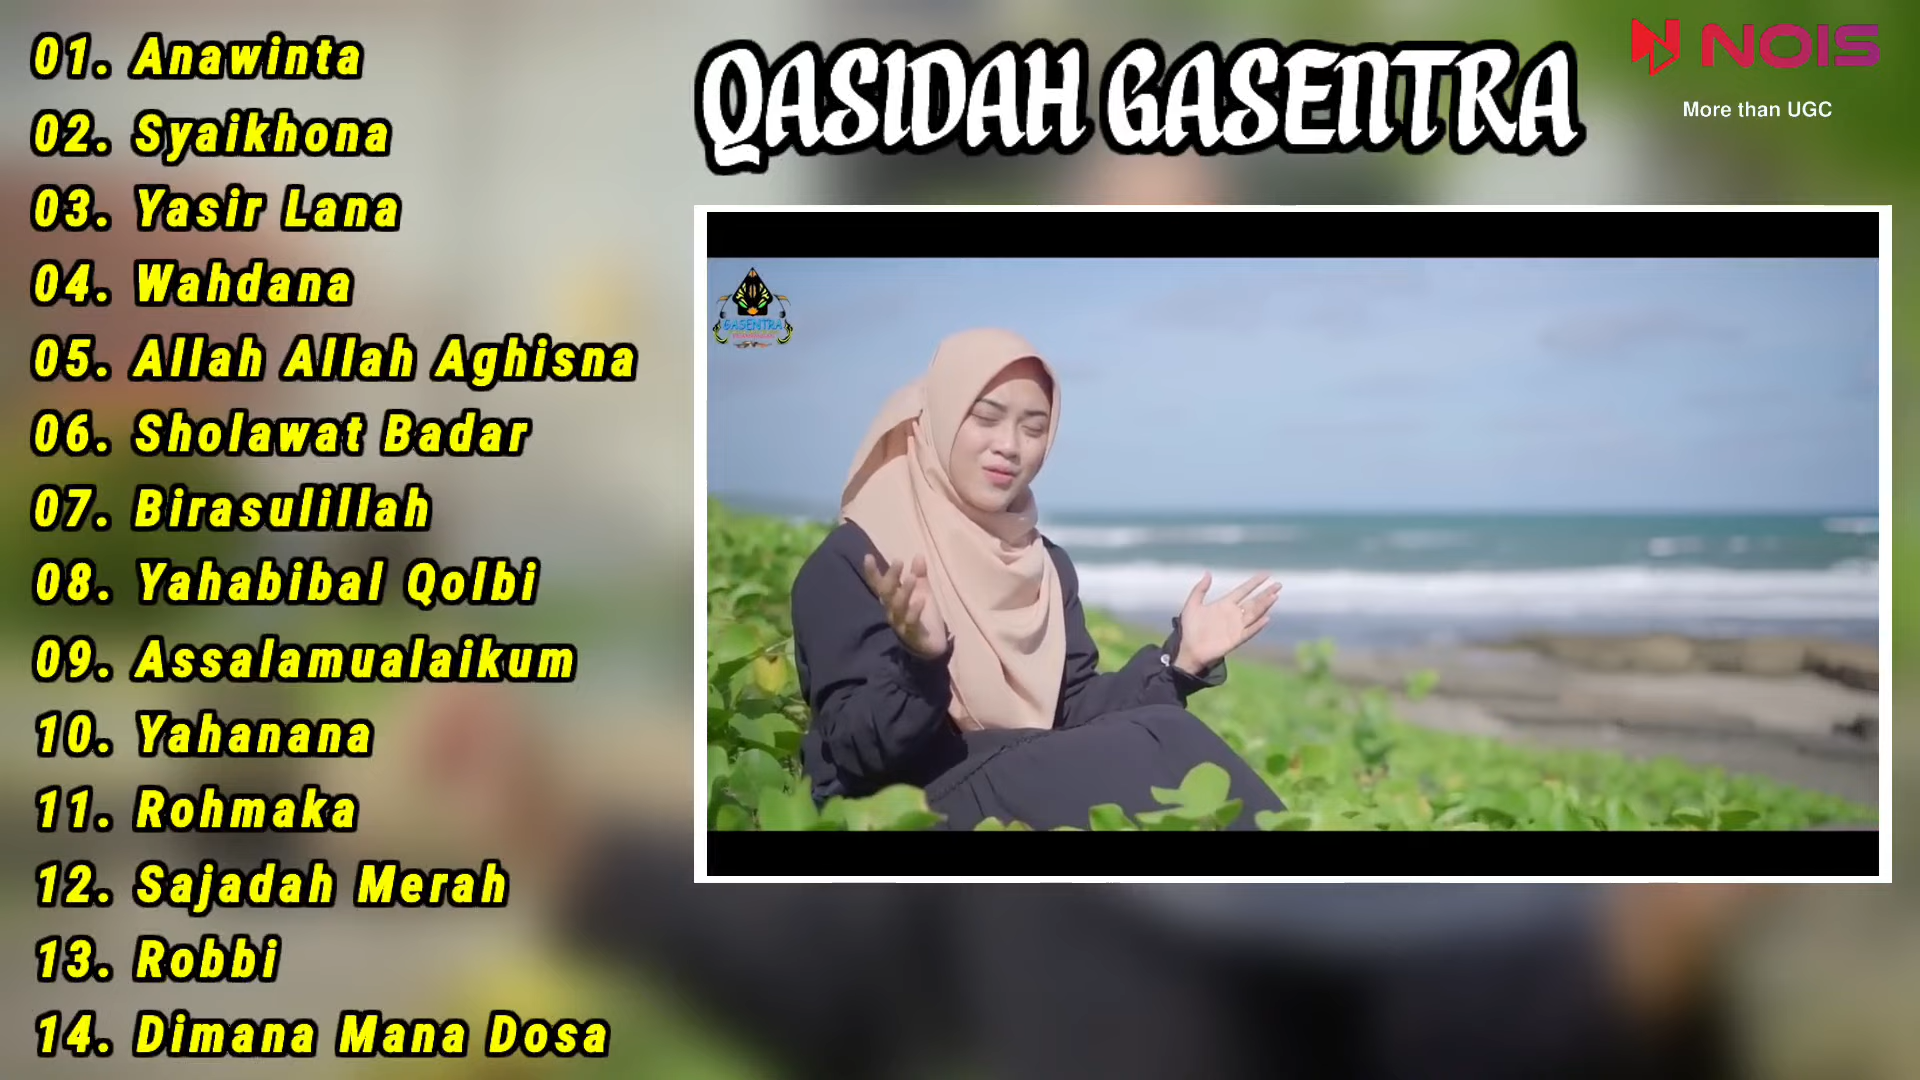 01. Anawinta
02. Syaikhona
03. Yasir Lana
04. Wahdana
05. Allah Allah Aghisna
06. Sholawat Badar
07. Birasulillah
08. Yahabibal Qolbi
09. Assalamualaikum
10. Yahanana
11. Rohmaka
12. Sajadah Merah
13. Robbi
14. Dimana Mana Dosa
QASIDAH GASENTRA
NOIS
More than UGC
GASENTRA